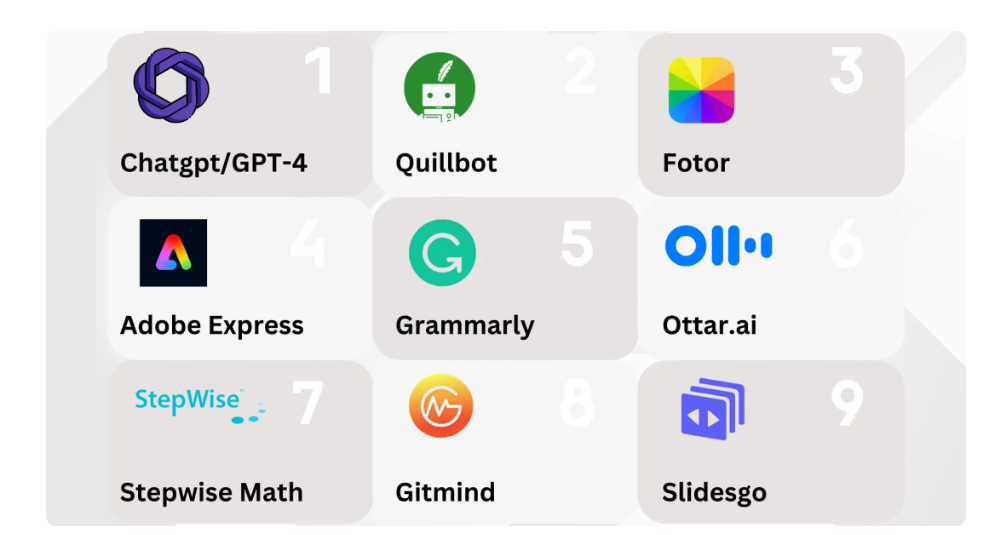 1
Chatgpt/GPT-4
2
Quillbot
3
Fotor
4
Adobe Express
5
Grammarly
6
Ottar.ai
StepWise
7
Stepwise Math
8
Gitmind
9
Slidesgo